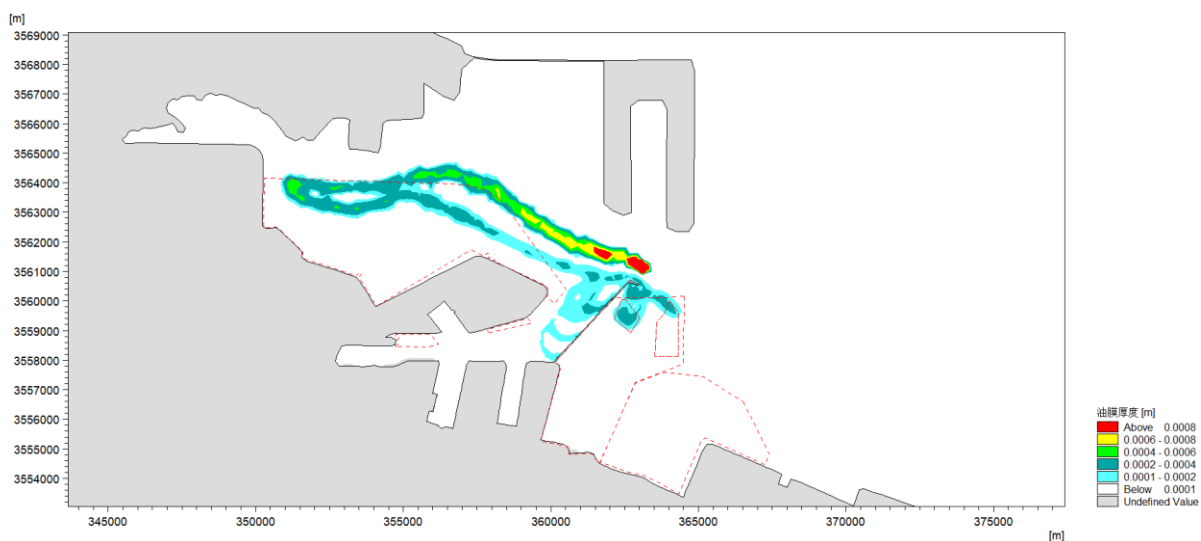 [m]
3569000
3568000
3567000
3566000
3565000
3564000
3563000
3562000
3561000
3560000
3559000
3558000
3557000
3556000
3555000
3554000
345000 350000 355000 360000 365000 370000 375000
[m]
油膜厚度 [m]
Above 0.0008
0.0006 - 0.0008
0.0004 - 0.0006
0.0002 - 0.0004
0.0001 - 0.0002
Below 0.0001
Undefined Value